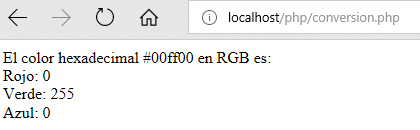 localhost/php/conversion.php
El color hexadecimal #00ff00 en RGB es:
Rojo: 0
Verde: 255
Azul: 0